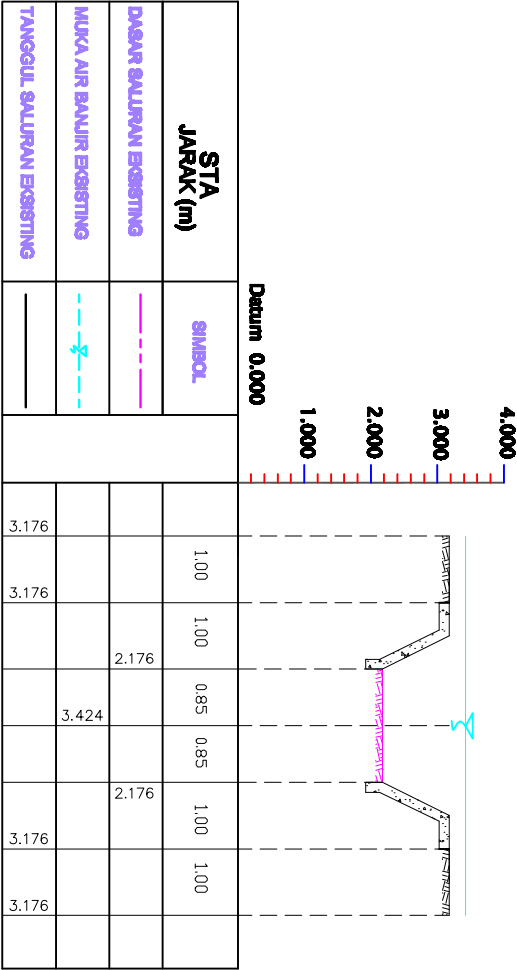 4.000
3.000
2.000
1.000
Datum 0.000
STA
JARAK (m)
SIMBOL
1.00
1.00
0.85
0.85
1.00
1.00
DASAR SALURAN EKSISTING
2.176
2.176
MUKA AIR BANJIR EKSISTING
3.424
TANGGUL SALURAN EKSISTING
3.176
3.176
3.176
3.176